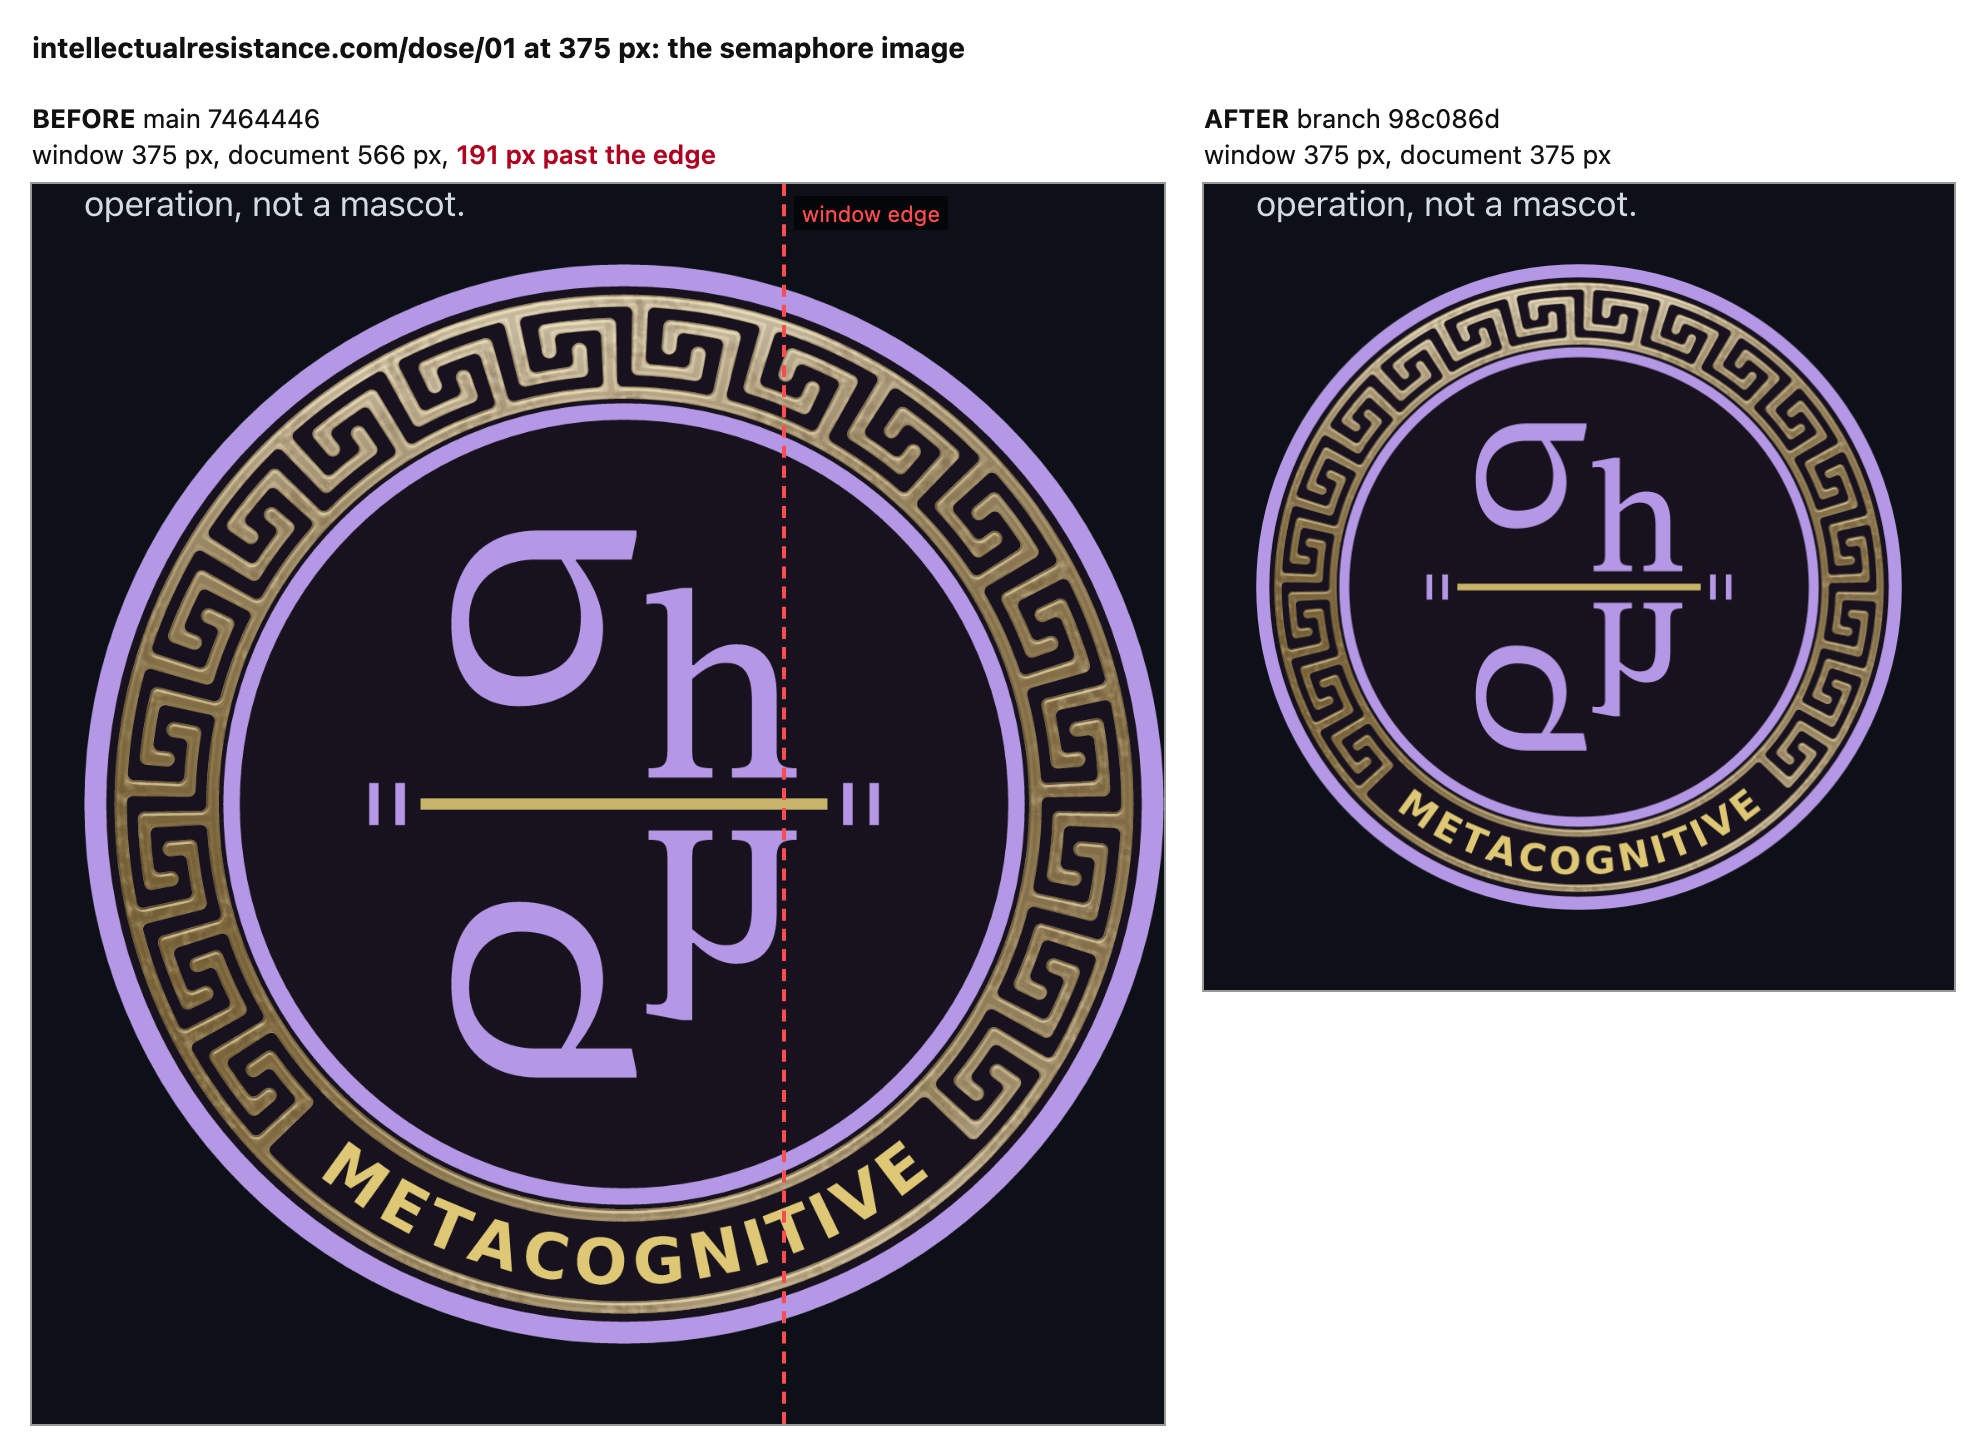 intellectualresistance.com/dose/01 at 375 px: the semaphore image
BEFORE main 7464446
window 375 px, document 566 px, 191 px past the edge
operation, not a mascot.
window edge
σh
METACOGNITIVE
AFTER branch 98c086d
window 375 px, document 375 px
operation, not a mascot.
σh
METACOGNITIVE